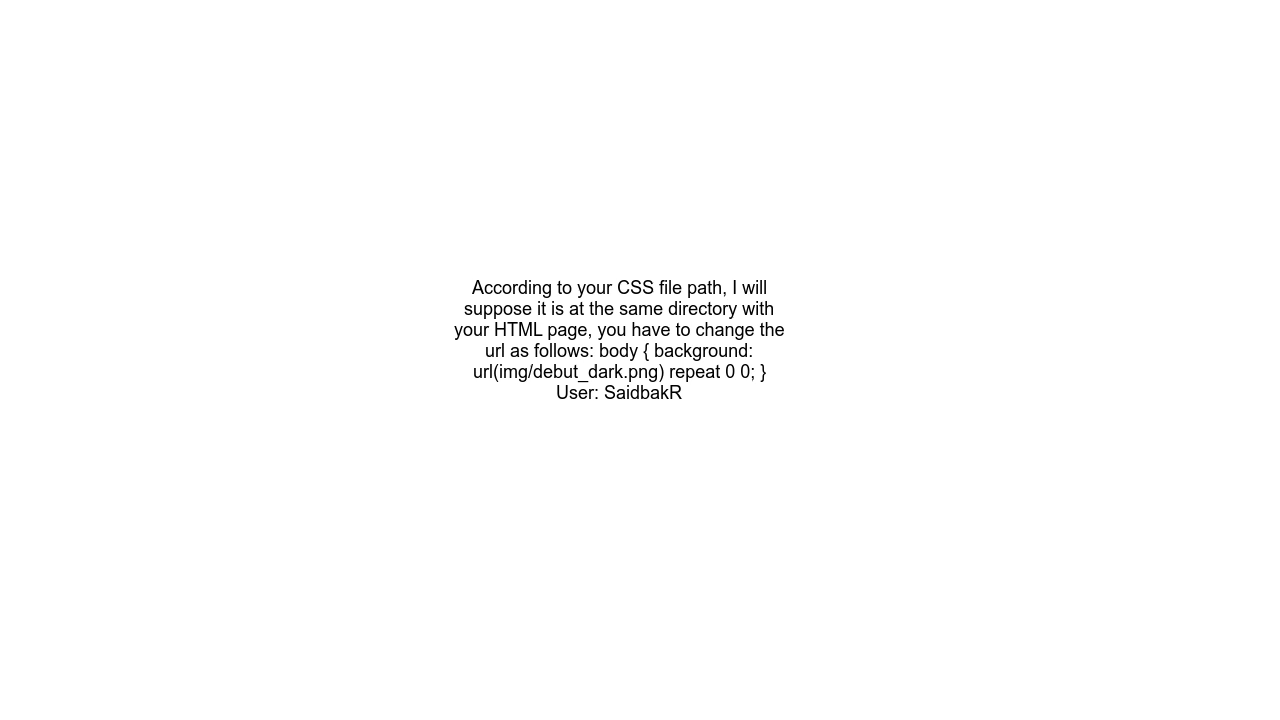 According to your CSS file path, I will
suppose it is at the same directory with
your HTML page, you have to change the
url as follows: body { background:
url(img/debut_dark.png) repeat 0 0; }
User: SaidbakR